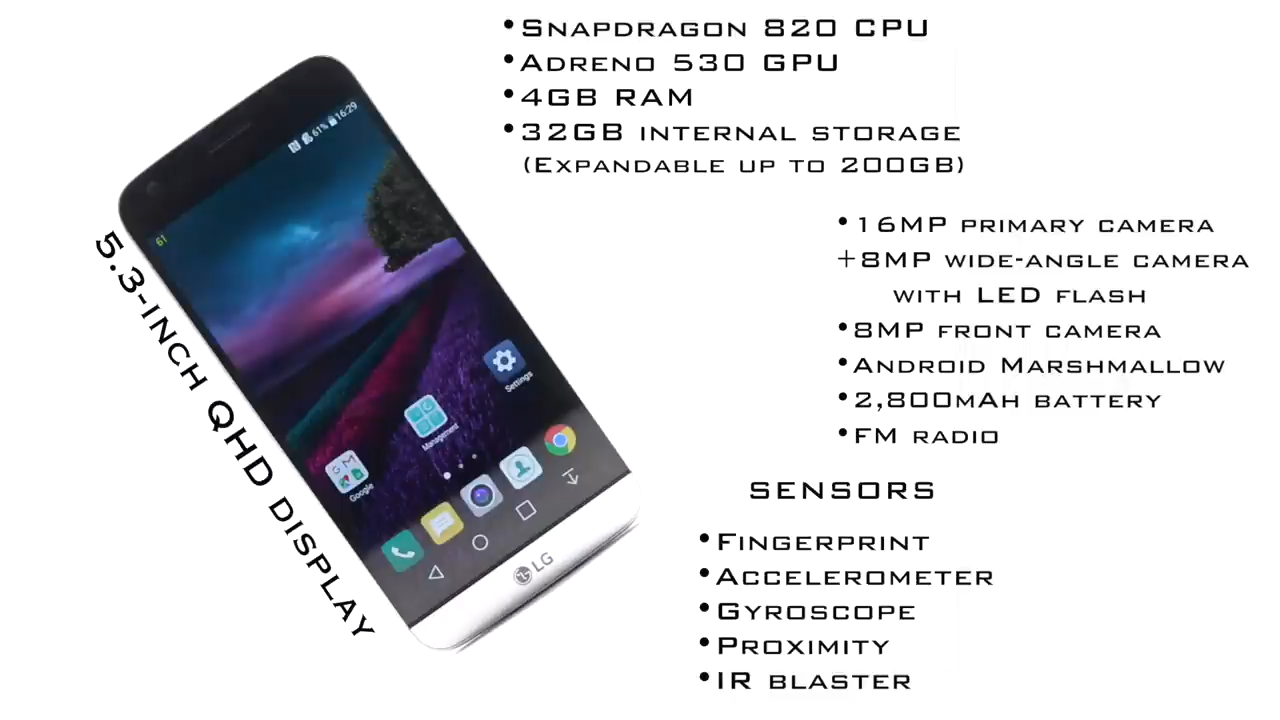 •Snapdragon 820 CPU
•Adreno 530 GPU
•4GB RAM
•32GB internal storage
(Expandable up to 200GB)
•16MP primary camera
+8MP wide-angle camera
with LED flash
•8MP front camera
•Android Marshmallow
•2,800mAh battery
•FM radio
SENSORS
•Fingerprint
•Accelerometer
•Gyroscope
•Proximity
•IR blaster
5.3-inch QHD display
61% 16:29
61
Settings
Management
Google
LG